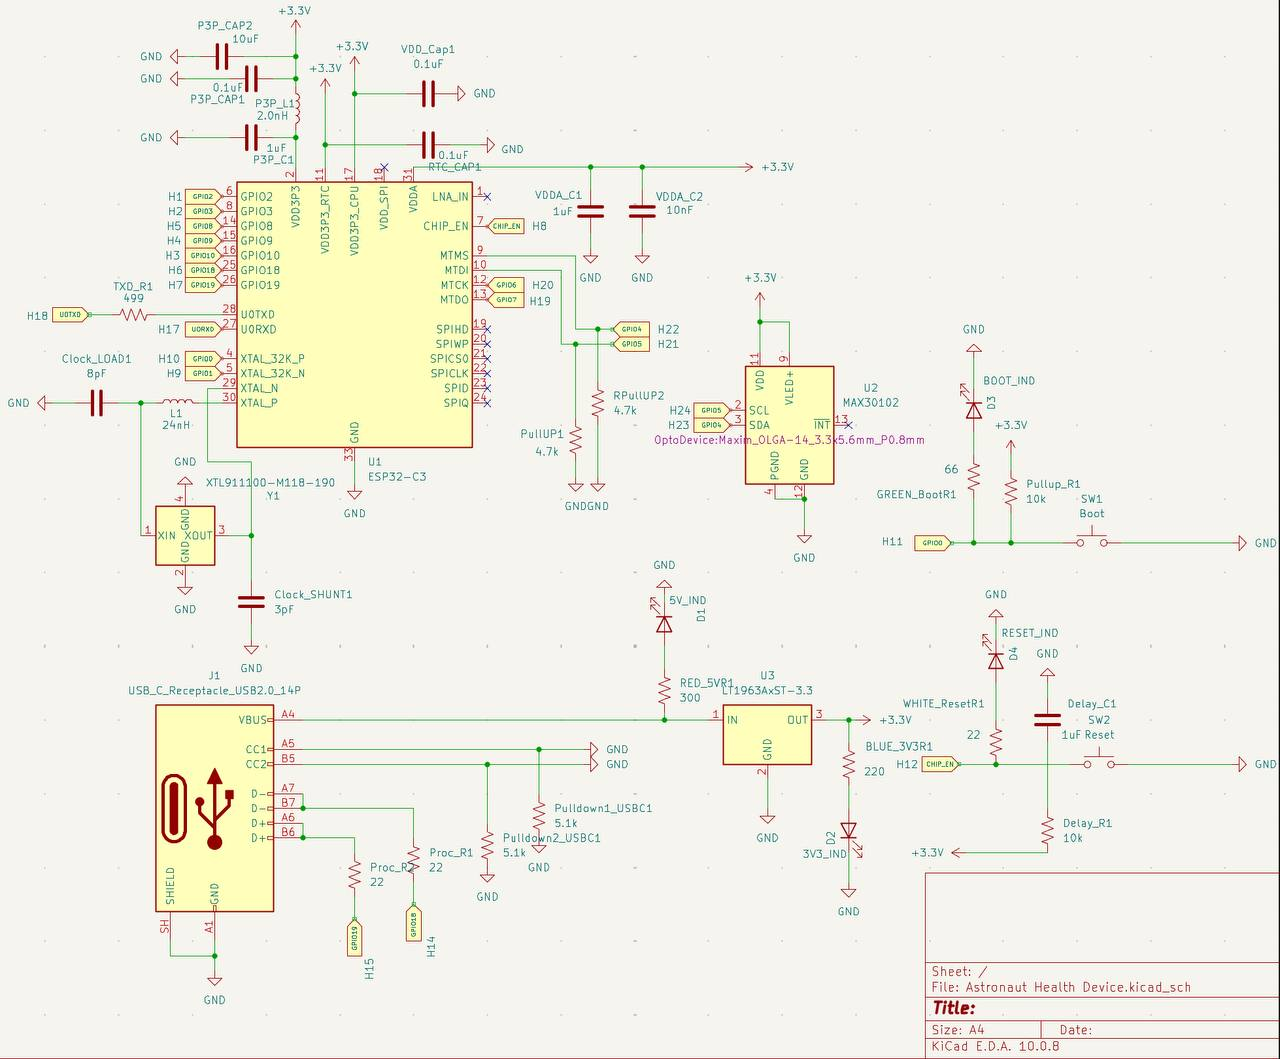 +3.3V
P3P_CAP2
10uF
GND
GND
0.1uF
P3P_CAP1
P3P_L1
2.0nH
GND
1uF
P3P_C1
+3.3V
+3.3V
VDD_Cap1
0.1uF
GND
GND
0.1uF
RTC_CAP1
+3.3V
VDDA_C1
1uF
GND
VDDA_C2
10nF
GND
2
11
17
18
31
VDD3P3
VDD3P3_RTC
VDD3P3_CPU
VDD_SPI
VDDA
H1 GPIO2 6 GPIO2
H2 GPIO3 8 GPIO3
H5 GPIO8 14 GPIO8
H4 GPIO9 15 GPIO9
H3 GPIO10 16 GPIO10
H6 GPIO18 25 GPIO18
H7 GPIO19 26 GPIO19
TXD_R1
499
H18 U0TXD 28 U0TXD
H17 U0RXD 27 U0RXD
H10 GPIO0 4 XTAL_32K_P
H9 GPIO1 5 XTAL_32K_N
29 XTAL_N
30 XTAL_P
Clock_LOAD1
8pF
GND
L1
24nH
LNA_IN 1
CHIP_EN 7 CHIP_EN H8
MTMS 9
MTDI 10
MTCK 12 GPIO6 H20
MTDO 13 GPIO7 H19
SPIHD 19
SPIWP 20
SPICS0 21
SPICLK 22
SPID 23
SPIQ 24
GPIO4 H22
GPIO5 H21
GND
33
U1
ESP32-C3
GND
RPullUP2
4.7k
PullUP1
4.7k
GND
GND
GND
XTL911100-M118-190
Y1
4
GND
1 XIN XOUT 3
GND
2
GND
Clock_SHUNT1
3pF
GND
+3.3V
11
9
VDD
VLED+
U2
MAX30102
H24 GPIO5 2 SCL
H23 GPIO4 3 SDA
INT 13
OptoDevice:Maxim_OLGA-14_3.3x5.6mm_P0.8mm
PGND
GND
4
12
GND
GND
BOOT_IND
D3
66
GREEN_BootR1
+3.3V
Pullup_R1
10k
SW1
Boot
H11 GPIO0
GND
J1
USB_C_Receptacle_USB2.0_14P
VBUS A4
CC1 A5
CC2 B5
D- A7
D- B7
D+ A6
D+ B6
SHIELD
GND
SH
A1
GND
GND
GND
Pulldown1_USBC1
5.1k
GND
Pulldown2_USBC1
5.1k
GND
Proc_R1
22
Proc_R2
22
GPIO19
H15
GPIO18
H14
GND
5V_IND
D1
RED_5VR1
300
U3
LT1963AxST-3.3
1 IN OUT 3
GND
2
GND
+3.3V
BLUE_3V3R1
220
D2
3V3_IND
GND
GND
RESET_IND
D4
WHITE_ResetR1
22
GND
Delay_C1
1uF
SW2
Reset
H12 CHIP_EN
GND
Delay_R1
10k
+3.3V
Sheet: /
File: Astronaut Health Device.kicad_sch
Title:
Size: A4
Date:
KiCad E.D.A. 10.0.8